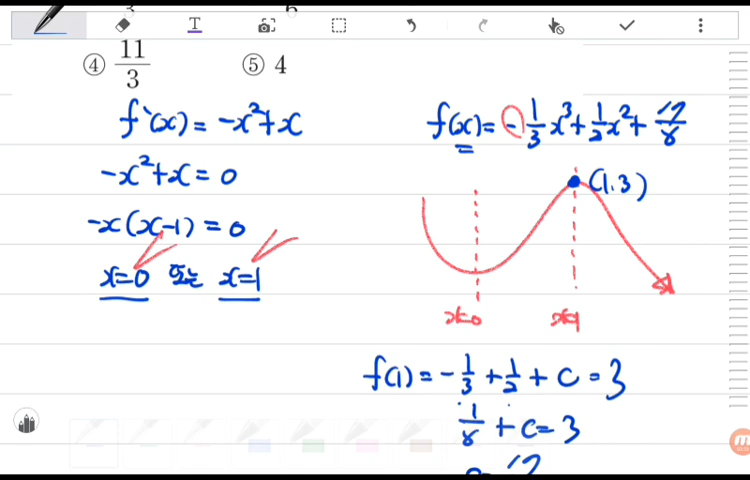 ④ 11/3 ⑤ 4
f'(x) = -x²+x
-x²+x = 0
-x(x-1) = 0
x=0 또는 x=1
f(x) = -1/3x³+1/2x²+17/6
(1.3)
x=0 x=1
f(1) = -1/3 + 1/2 + C = 3
1/6 + C = 3